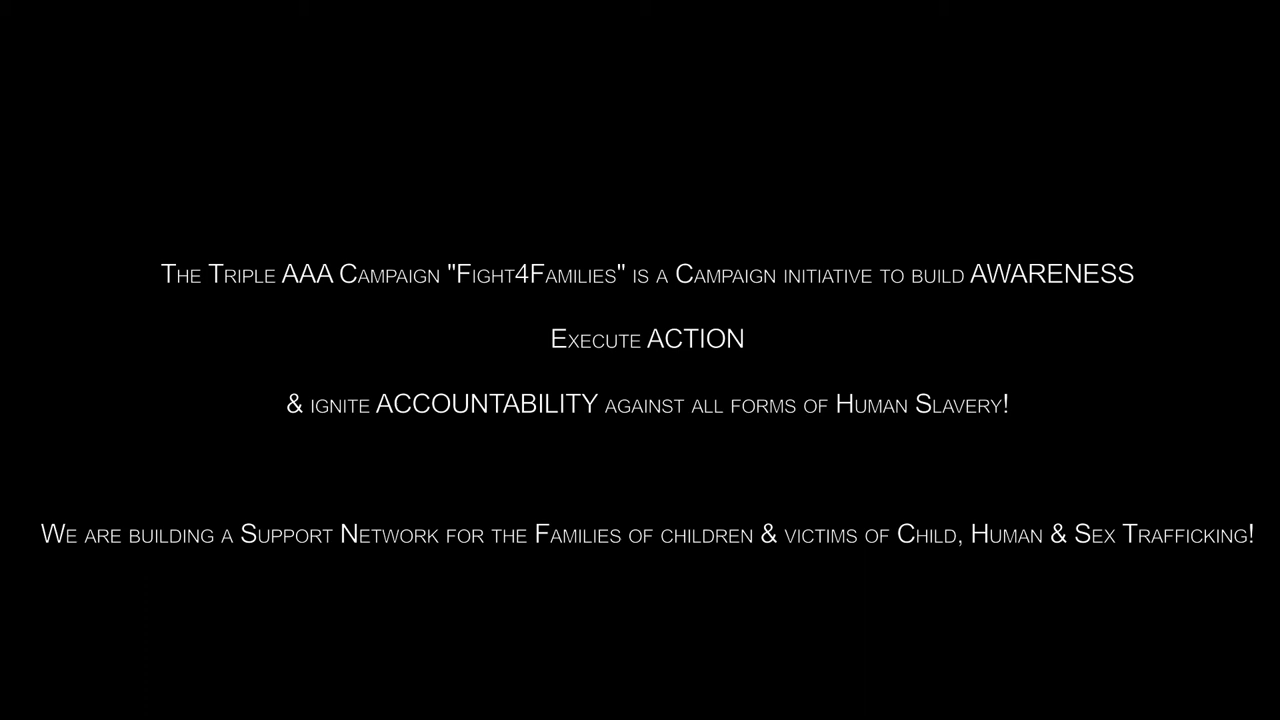 The Triple AAA Campaign "Fight4Families" is a Campaign initiative to build AWARENESS
Execute ACTION
& ignite ACCOUNTABILITY against all forms of Human Slavery!
We are building a Support Network for the Families of children & victims of Child, Human & Sex Trafficking!